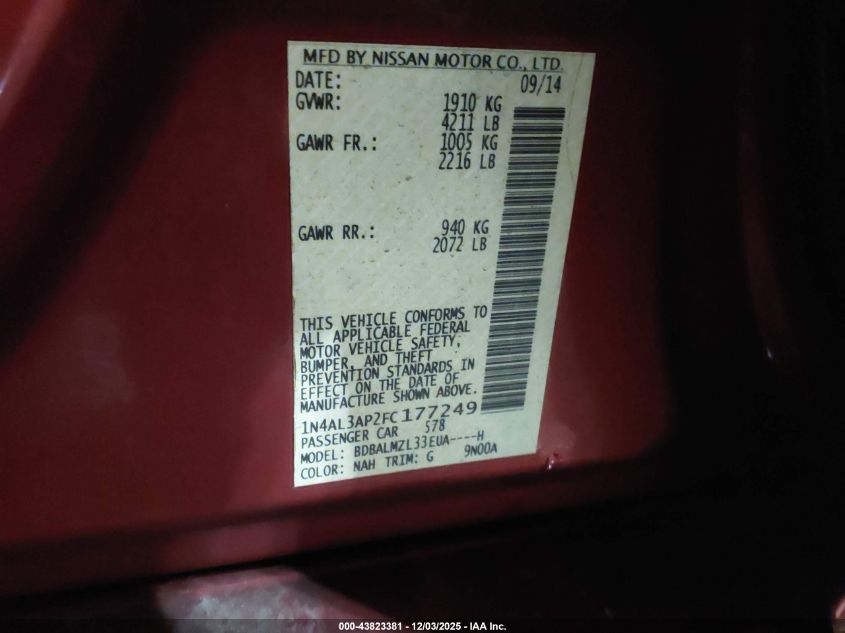 MFD BY NISSAN MOTOR CO., LTD.
DATE: 09/14
GVWR: 1910 KG
4211 LB
GAWR FR.: 1005 KG
2216 LB
GAWR RR.: 940 KG
2072 LB
THIS VEHICLE CONFORMS TO
ALL APPLICABLE FEDERAL
MOTOR VEHICLE SAFETY,
BUMPER, AND THEFT
PREVENTION STANDARDS IN
EFFECT ON THE DATE OF
MANUFACTURE SHOWN ABOVE.
1N4AL3AP2FC177249
PASSENGER CAR 578
MODEL: BDBALMZL33EUA----H
COLOR: NAH TRIM: G 9N00A
000-43823381 - 12/03/2025 - IAA Inc.